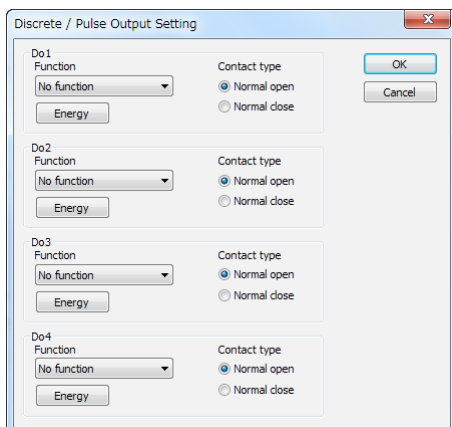 Discrete / Pulse Output Setting
Do1
Function
Contact type
No function
Normal open
Normal close
Energy
OK
Cancel
Do2
Function
Contact type
No function
Normal open
Normal close
Energy
Do3
Function
Contact type
No function
Normal open
Normal close
Energy
Do4
Function
Contact type
No function
Normal open
Normal close
Energy